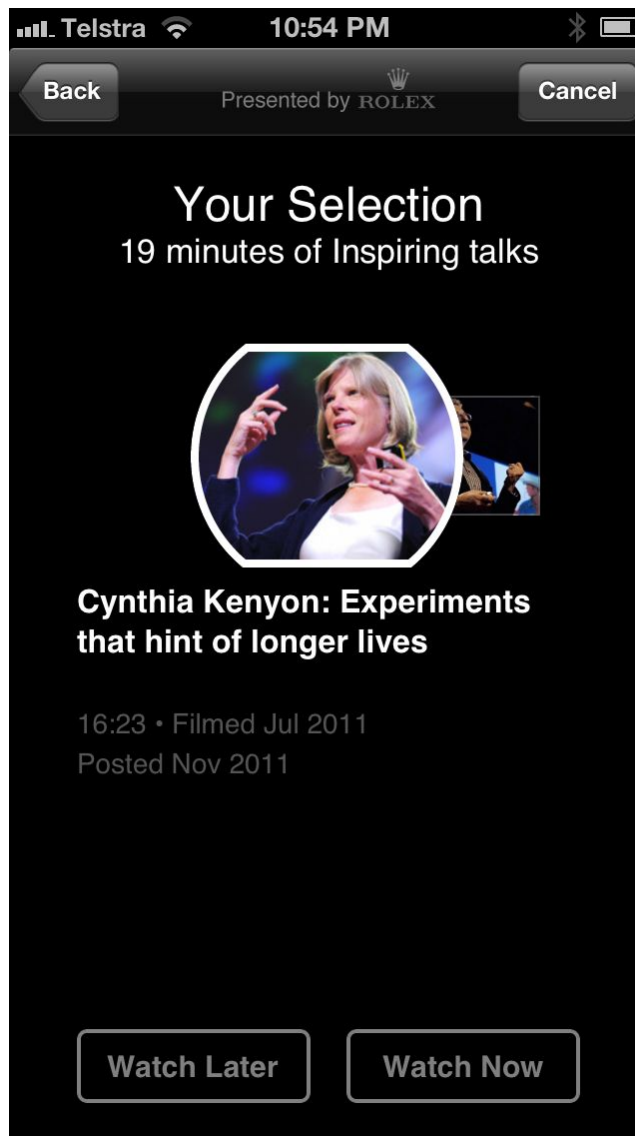 Telstra 10:54 PM
Back Presented by ROLEX Cancel
Your Selection
19 minutes of Inspiring talks
Cynthia Kenyon: Experiments
that hint of longer lives
16:23 • Filmed Jul 2011
Posted Nov 2011
Watch Later Watch Now